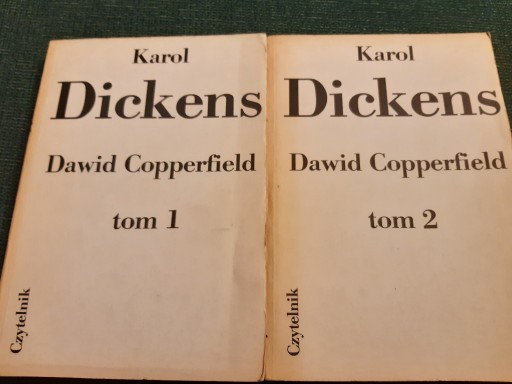 Karol
Dickens
Dawid Copperfield
tom 1
Czytelnik
Karol
Dickens
Dawid Copperfield
tom 2
Czytelnik